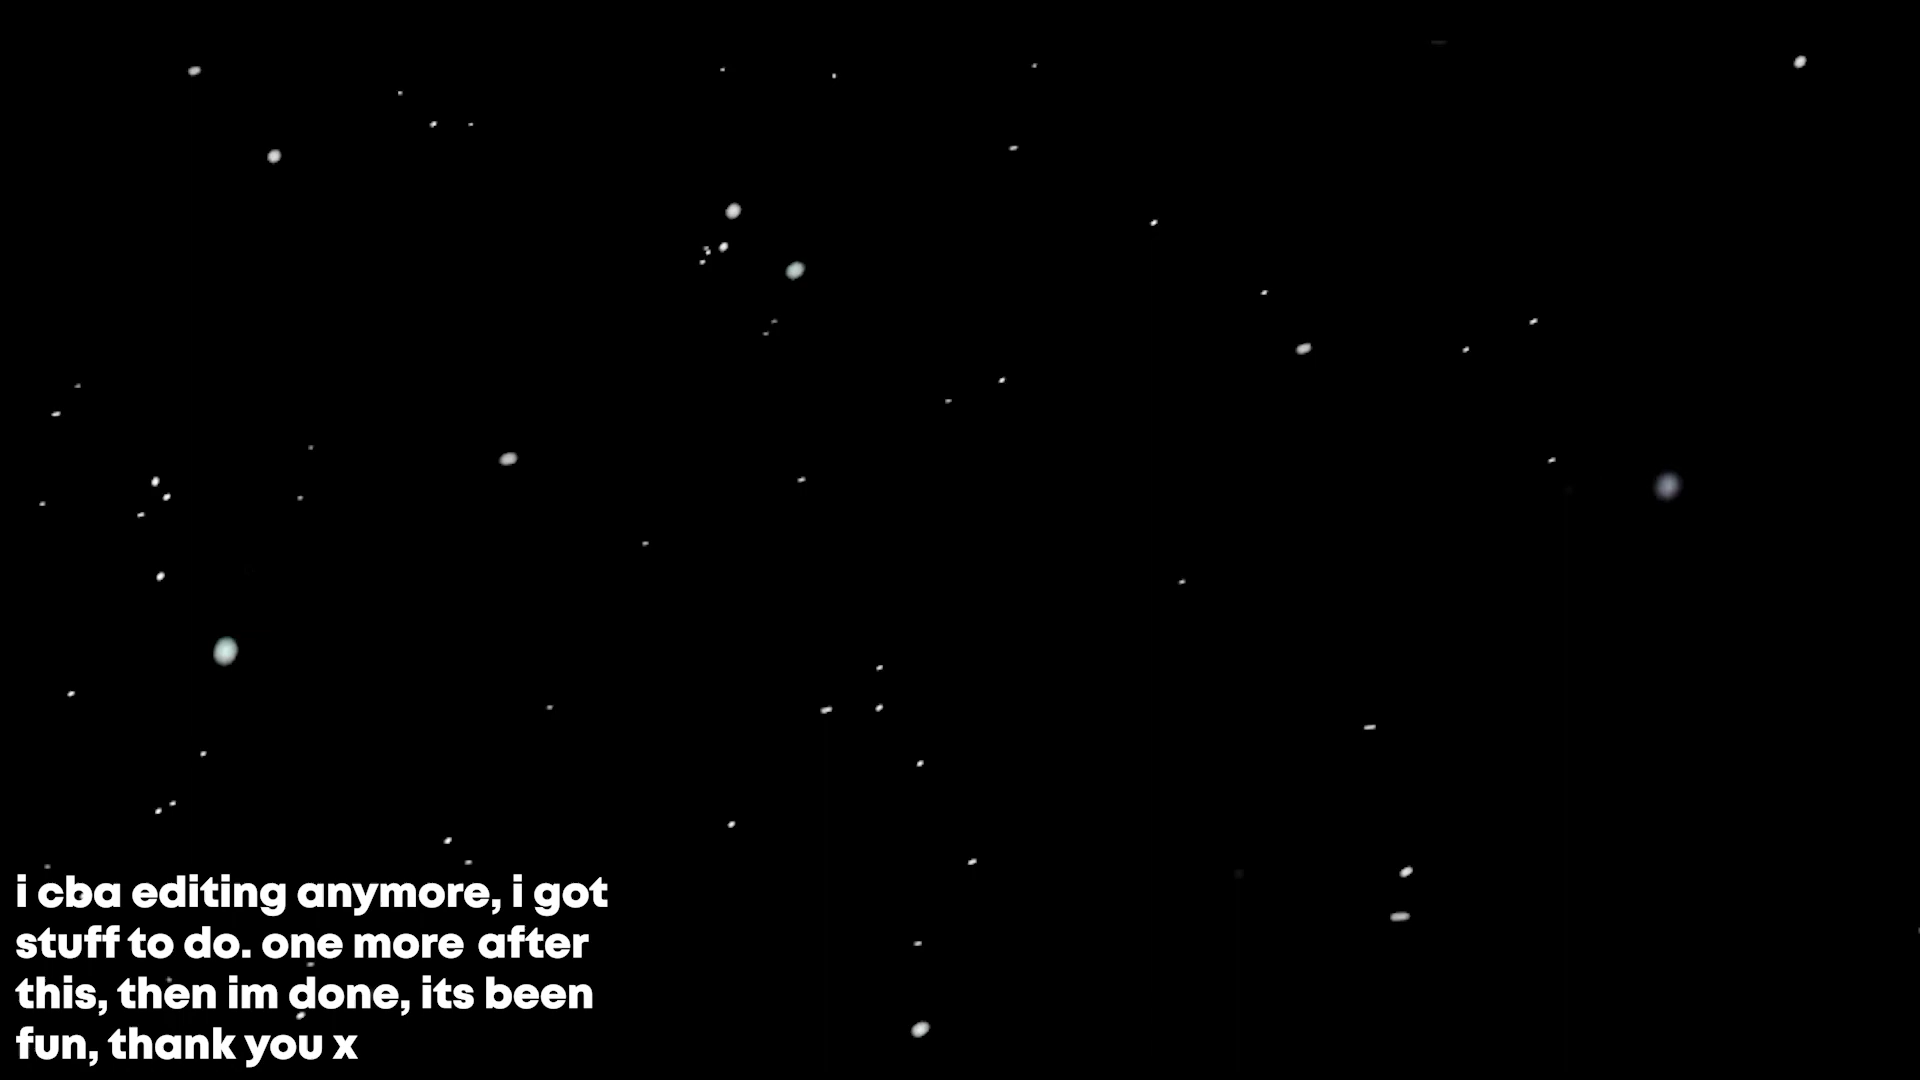 i cba editing anymore, i got
stuff to do. one more after
this, then im done, its been
fun, thank you x